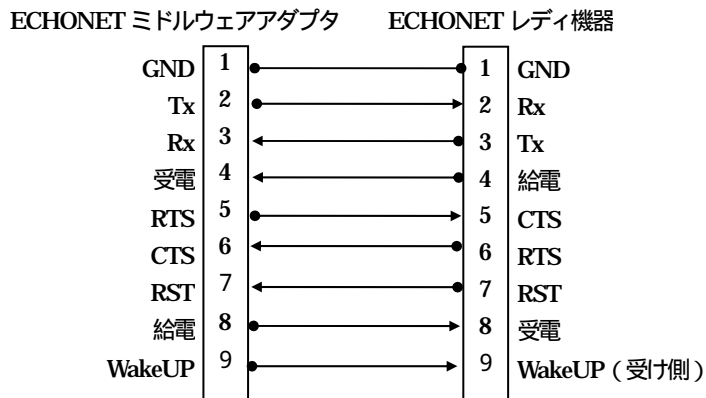 ECHONET ミドルウェアアダプタ ECHONET レディ機器
GND 1 1 GND
Tx 2 2 Rx
Rx 3 3 Tx
受電 4 4 給電
RTS 5 5 CTS
CTS 6 6 RTS
RST 7 7 RST
給電 8 8 受電
WakeUP 9 9 WakeUP（受け側）